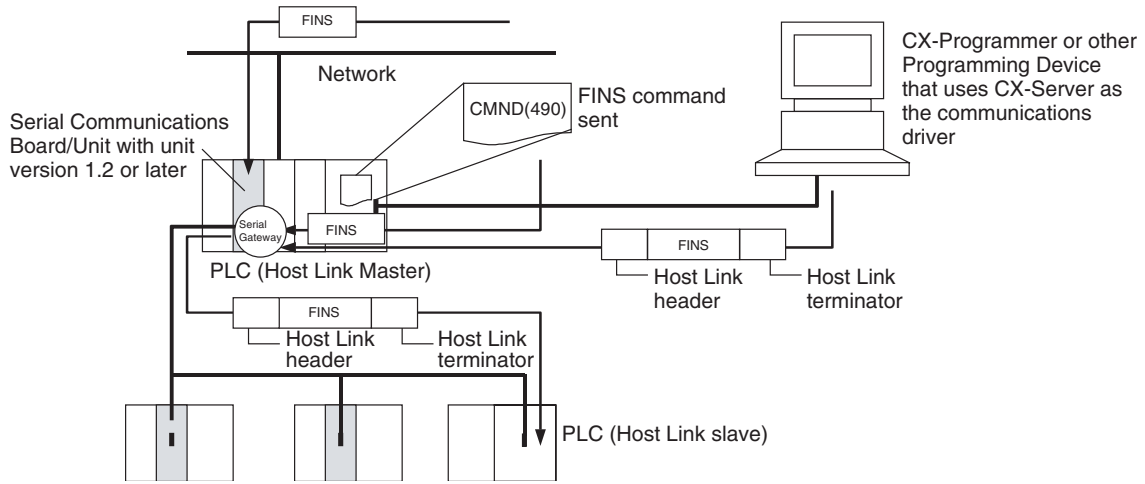 FINS
Network
CMND(490)
FINS command
sent
CX-Programmer or other
Programming Device
that uses CX-Server as
the communications
driver
Serial Communications
Board/Unit with unit
version 1.2 or later
Serial
Gateway
FINS
PLC (Host Link Master)
FINS
Host Link
header
Host Link
terminator
FINS
Host Link
header
Host Link
terminator
PLC (Host Link slave)